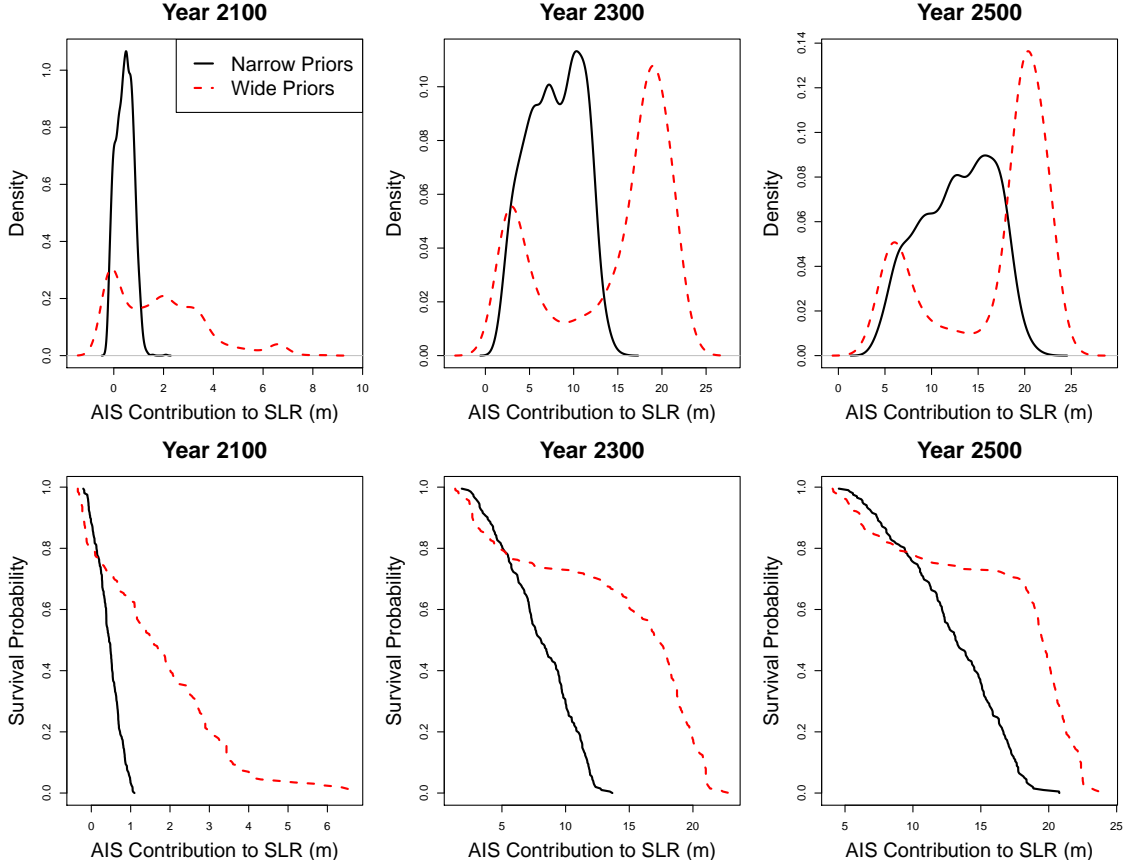 Year 2100
Year 2300
Year 2500
Density
0.0 0.2 0.4 0.6 0.8 1.0
Narrow Priors
Wide Priors
0 2 4 6 8 10
AIS Contribution to SLR (m)
Density
0.00 0.02 0.04 0.06 0.08 0.10
0 5 10 15 20 25
AIS Contribution to SLR (m)
Density
0.00 0.02 0.04 0.06 0.08 0.10 0.12 0.14
0 5 10 15 20 25
AIS Contribution to SLR (m)
Year 2100
Year 2300
Year 2500
Survival Probability
0.0 0.2 0.4 0.6 0.8 1.0
0 1 2 3 4 5 6
AIS Contribution to SLR (m)
Survival Probability
0.0 0.2 0.4 0.6 0.8 1.0
5 10 15 20
AIS Contribution to SLR (m)
Survival Probability
0.0 0.2 0.4 0.6 0.8 1.0
5 10 15 20 25
AIS Contribution to SLR (m)